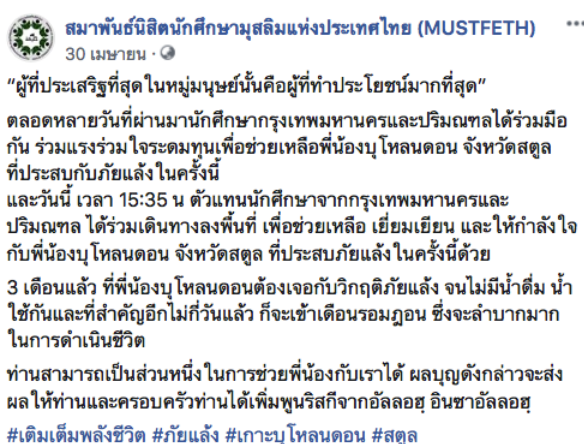 สมาพันธ์นิสิตนักศึกษามุสลิมแห่งประเทศไทย (MUSTFETH)
30 เมษายน ·
“ผู้ที่ประเสริฐที่สุดในหมู่มนุษย์นั้นคือผู้ที่ทำประโยชน์มากที่สุด”
ตลอดหลายวันที่ผ่านมานักศึกษากรุงเทพมหานครและปริมณฑลได้ร่วมมือ
กัน ร่วมแรงร่วมใจระดมทุนเพื่อช่วยเหลือพี่น้องบุโหลนดอน จังหวัดสตูล
ที่ประสบกับภัยแล้งในครั้งนี้
และวันนี้ เวลา 15:35 น ตัวแทนนักศึกษาจากกรุงเทพมหานครและ
ปริมณฑล ได้ร่วมเดินทางลงพื้นที่ เพื่อช่วยเหลือ เยี่ยมเยียน และให้กำลังใจ
กับพี่น้องบุโหลนดอน จังหวัดสตูล ที่ประสบภัยแล้งในครั้งนี้ด้วย
3 เดือนแล้ว ที่พี่น้องบุโหลนดอนต้องเจอกับวิกฤติภัยแล้ง จนไม่มีน้ำดื่ม น้ำ
ใช้กันและที่สำคัญอีกไม่กี่วันแล้ว ก็จะเข้าเดือนรอมฎอน ซึ่งจะลำบากมาก
ในการดำเนินชีวิต
ท่านสามารถเป็นส่วนหนึ่งในการช่วยพี่น้องกับเราได้ ผลบุญดังกล่าวจะส่ง
ผลให้ท่านและครอบครัวท่านได้เพิ่มพูนริสกีจากอัลลอฮฺ อินชาอัลลอฮฺ
#เติมเต็มพลังชีวิต #ภัยแล้ง #เกาะบุโหลนดอน #สตูล